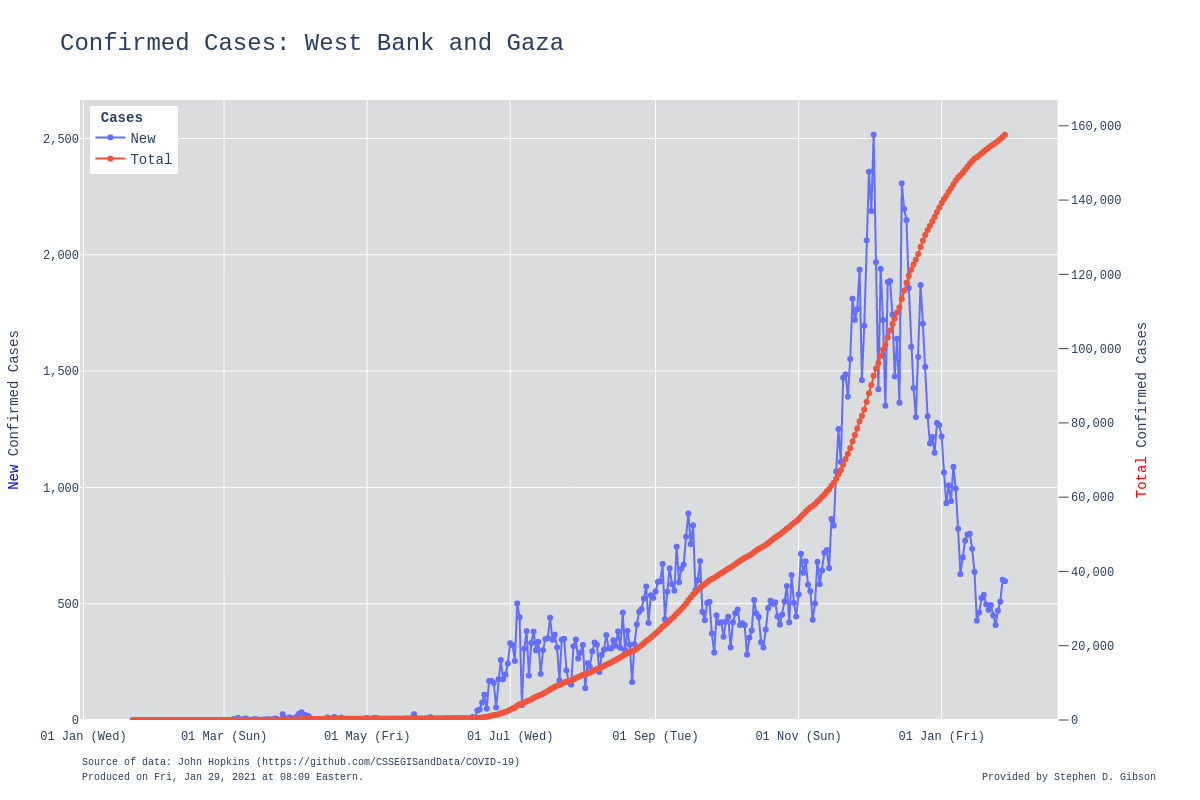 Confirmed Cases: West Bank and Gaza
Cases
New
Total
2,500
2,000
1,500
1,000
500
0
160,000
140,000
120,000
100,000
80,000
60,000
40,000
20,000
0
New Confirmed Cases
Total Confirmed Cases
01 Jan (Wed) 01 Mar (Sun) 01 May (Fri) 01 Jul (Wed) 01 Sep (Tue) 01 Nov (Sun) 01 Jan (Fri)
Source of data: John Hopkins (https://github.com/CSSEGISandData/COVID-19)
Produced on Fri, Jan 29, 2021 at 08:09 Eastern.
Provided by Stephen D. Gibson